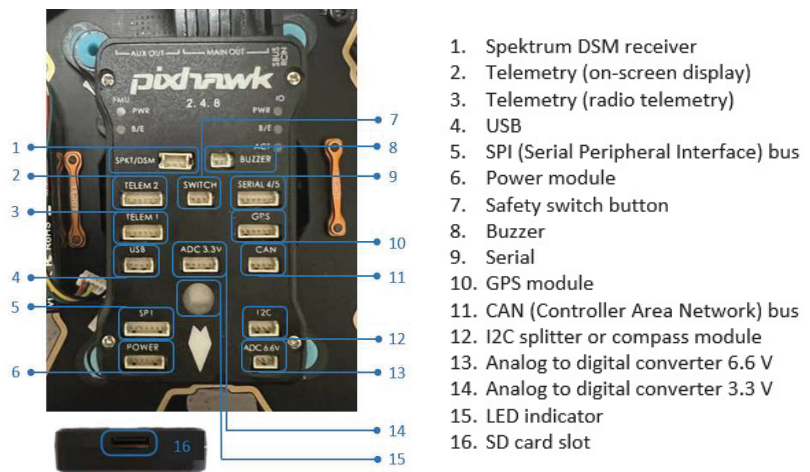 AUX OUT
MAIN OUT
SBUS
RCIN
pixhawk
2.4.8
FMU
IO
PWR
PWR
B/E
B/E
ACT
SPKT/DSM
BUZZER
TELEM 2
SWITCH
SERIAL 4/5
TELEM 1
GPS
USB
ADC 3.3V
CAN
SPI
I2C
POWER
ADC 6.6V
1
2
3
4
5
6
7
8
9
10
11
12
13
14
15
16
1. Spektrum DSM receiver
2. Telemetry (on-screen display)
3. Telemetry (radio telemetry)
4. USB
5. SPI (Serial Peripheral Interface) bus
6. Power module
7. Safety switch button
8. Buzzer
9. Serial
10. GPS module
11. CAN (Controller Area Network) bus
12. I2C splitter or compass module
13. Analog to digital converter 6.6 V
14. Analog to digital converter 3.3 V
15. LED indicator
16. SD card slot